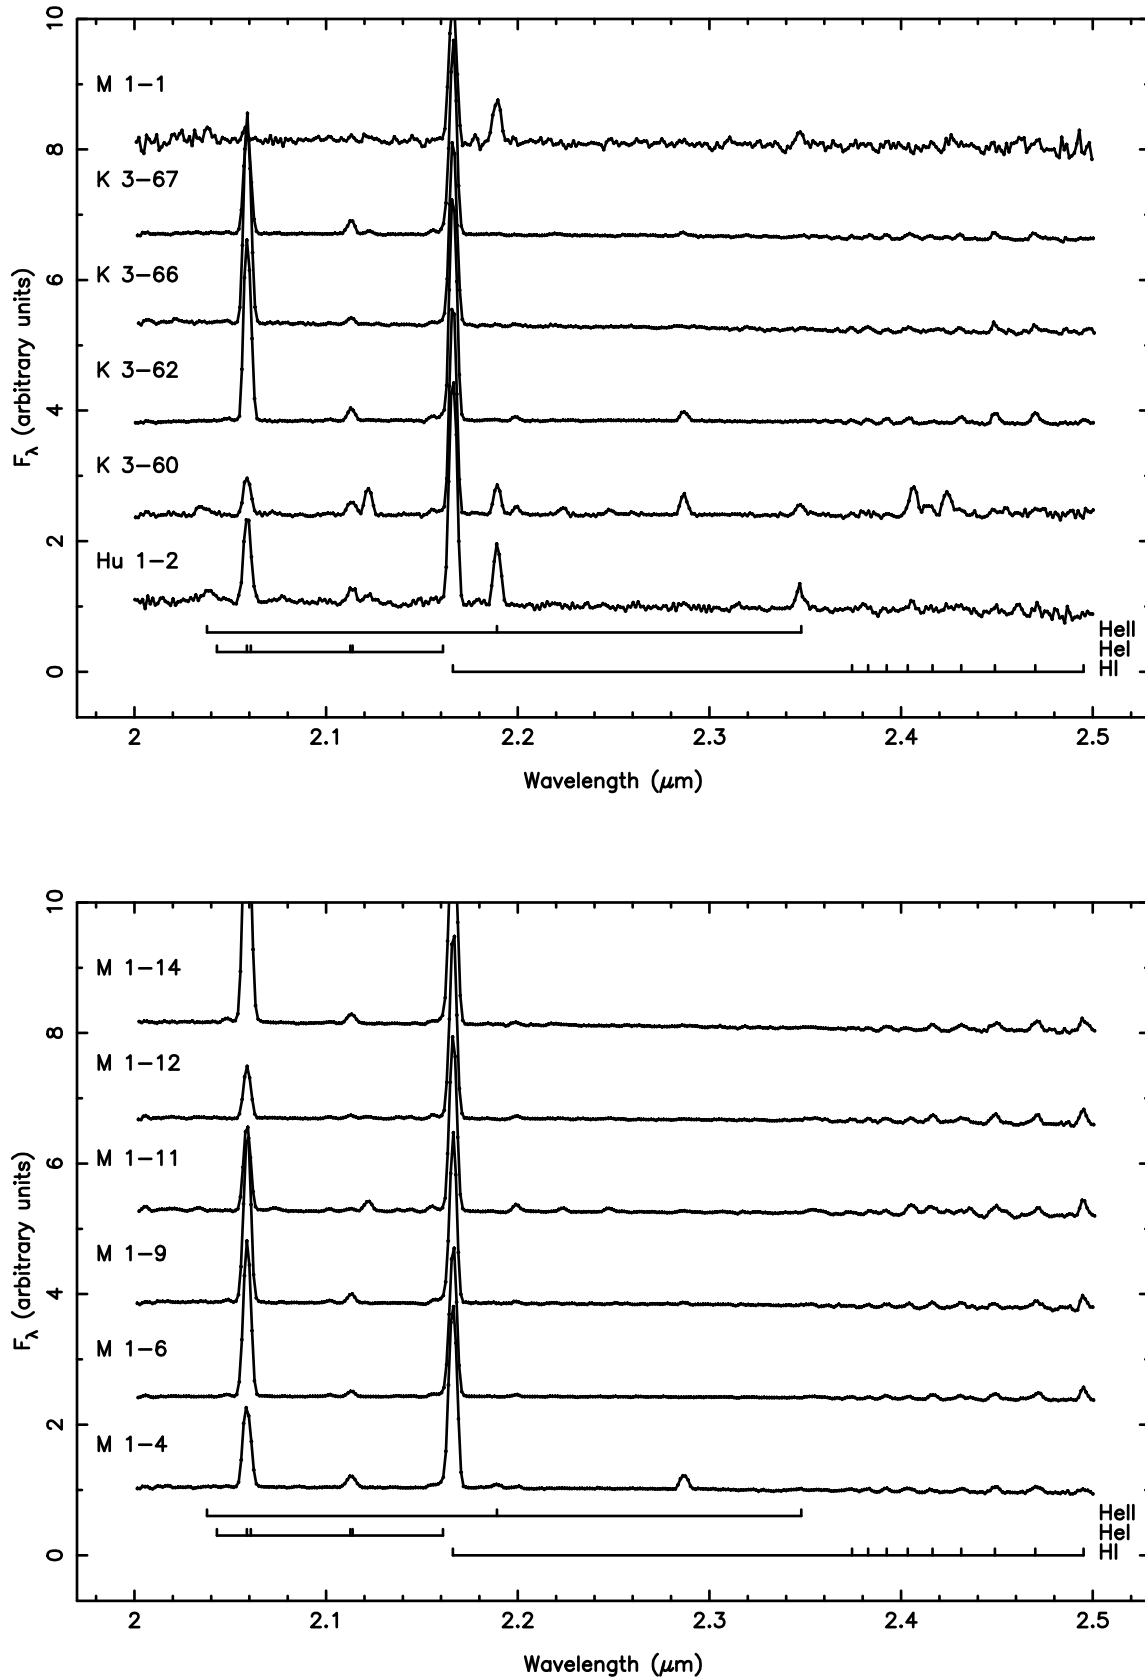 10
M 1-1
8
K 3-67
K 3-66
6
K 3-62
4
K 3-60
2
Hu 1-2
0
Fλ (arbitrary units)
HeII
HeI
HI
2 2.1 2.2 2.3 2.4 2.5
Wavelength (μm)
10
M 1-14
8
M 1-12
M 1-11
6
M 1-9
4
M 1-6
2
M 1-4
0
Fλ (arbitrary units)
HeII
HeI
HI
2 2.1 2.2 2.3 2.4 2.5
Wavelength (μm)